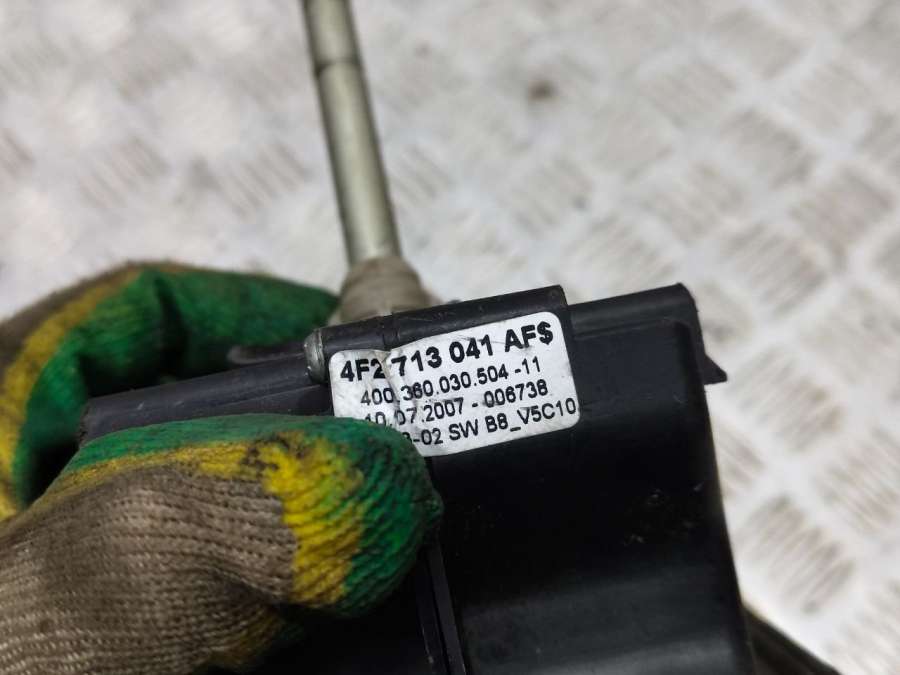 4F2 713 041 AF$
400.360.030.504 -11
10.07.2007 - 006738
-02 SW B8_V5C10